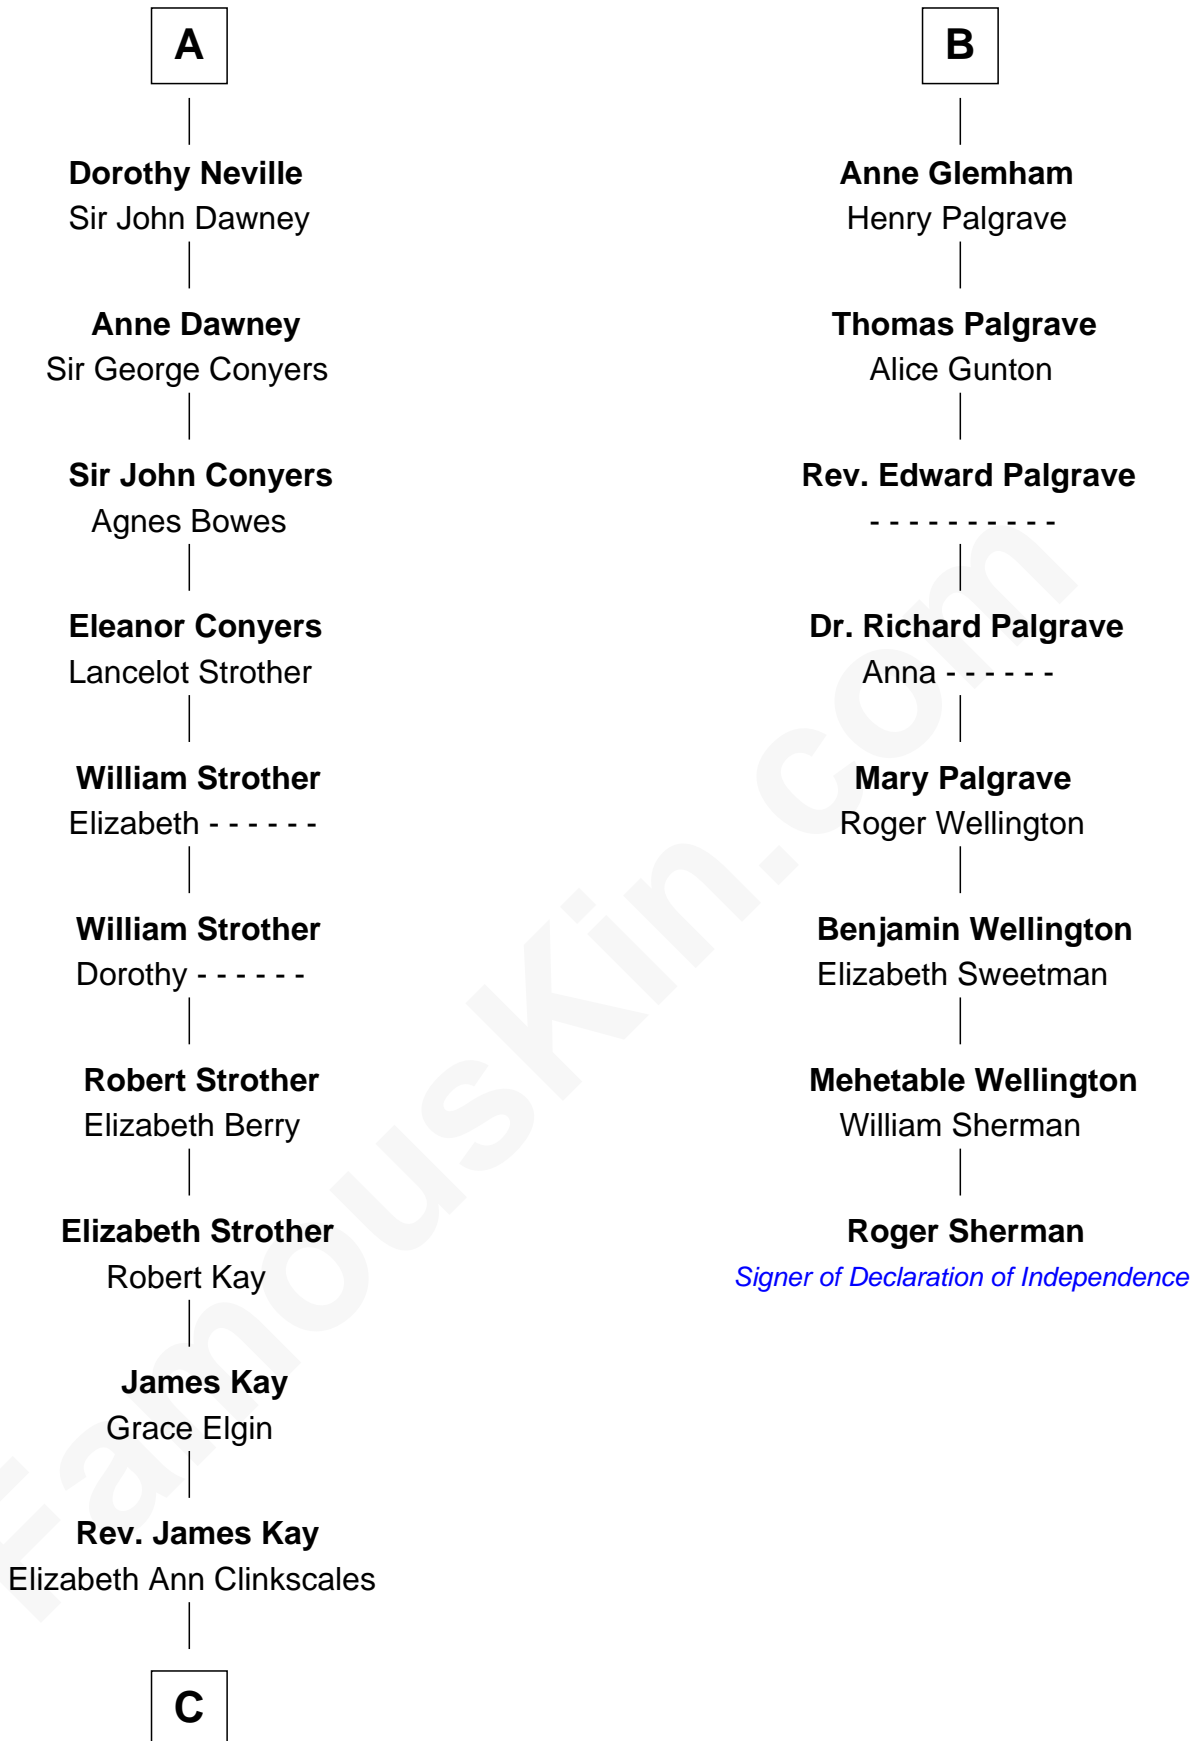 A
Dorothy Neville
Sir John Dawney
Anne Dawney
Sir George Conyers
Sir John Conyers
Agnes Bowes
Eleanor Conyers
Lancelot Strother
William Strother
Elizabeth - - - - - -
William Strother
Dorothy - - - - - -
Robert Strother
Elizabeth Berry
Elizabeth Strother
Robert Kay
James Kay
Grace Elgin
Rev. James Kay
Elizabeth Ann Clinkscales
C
B
Anne Glemham
Henry Palgrave
Thomas Palgrave
Alice Gunton
Rev. Edward Palgrave
- - - - - - - - - -
Dr. Richard Palgrave
Anna - - - - - -
Mary Palgrave
Roger Wellington
Benjamin Wellington
Elizabeth Sweetman
Mehetable Wellington
William Sherman
Roger Sherman
Signer of Declaration of Independence
FamousKin.com